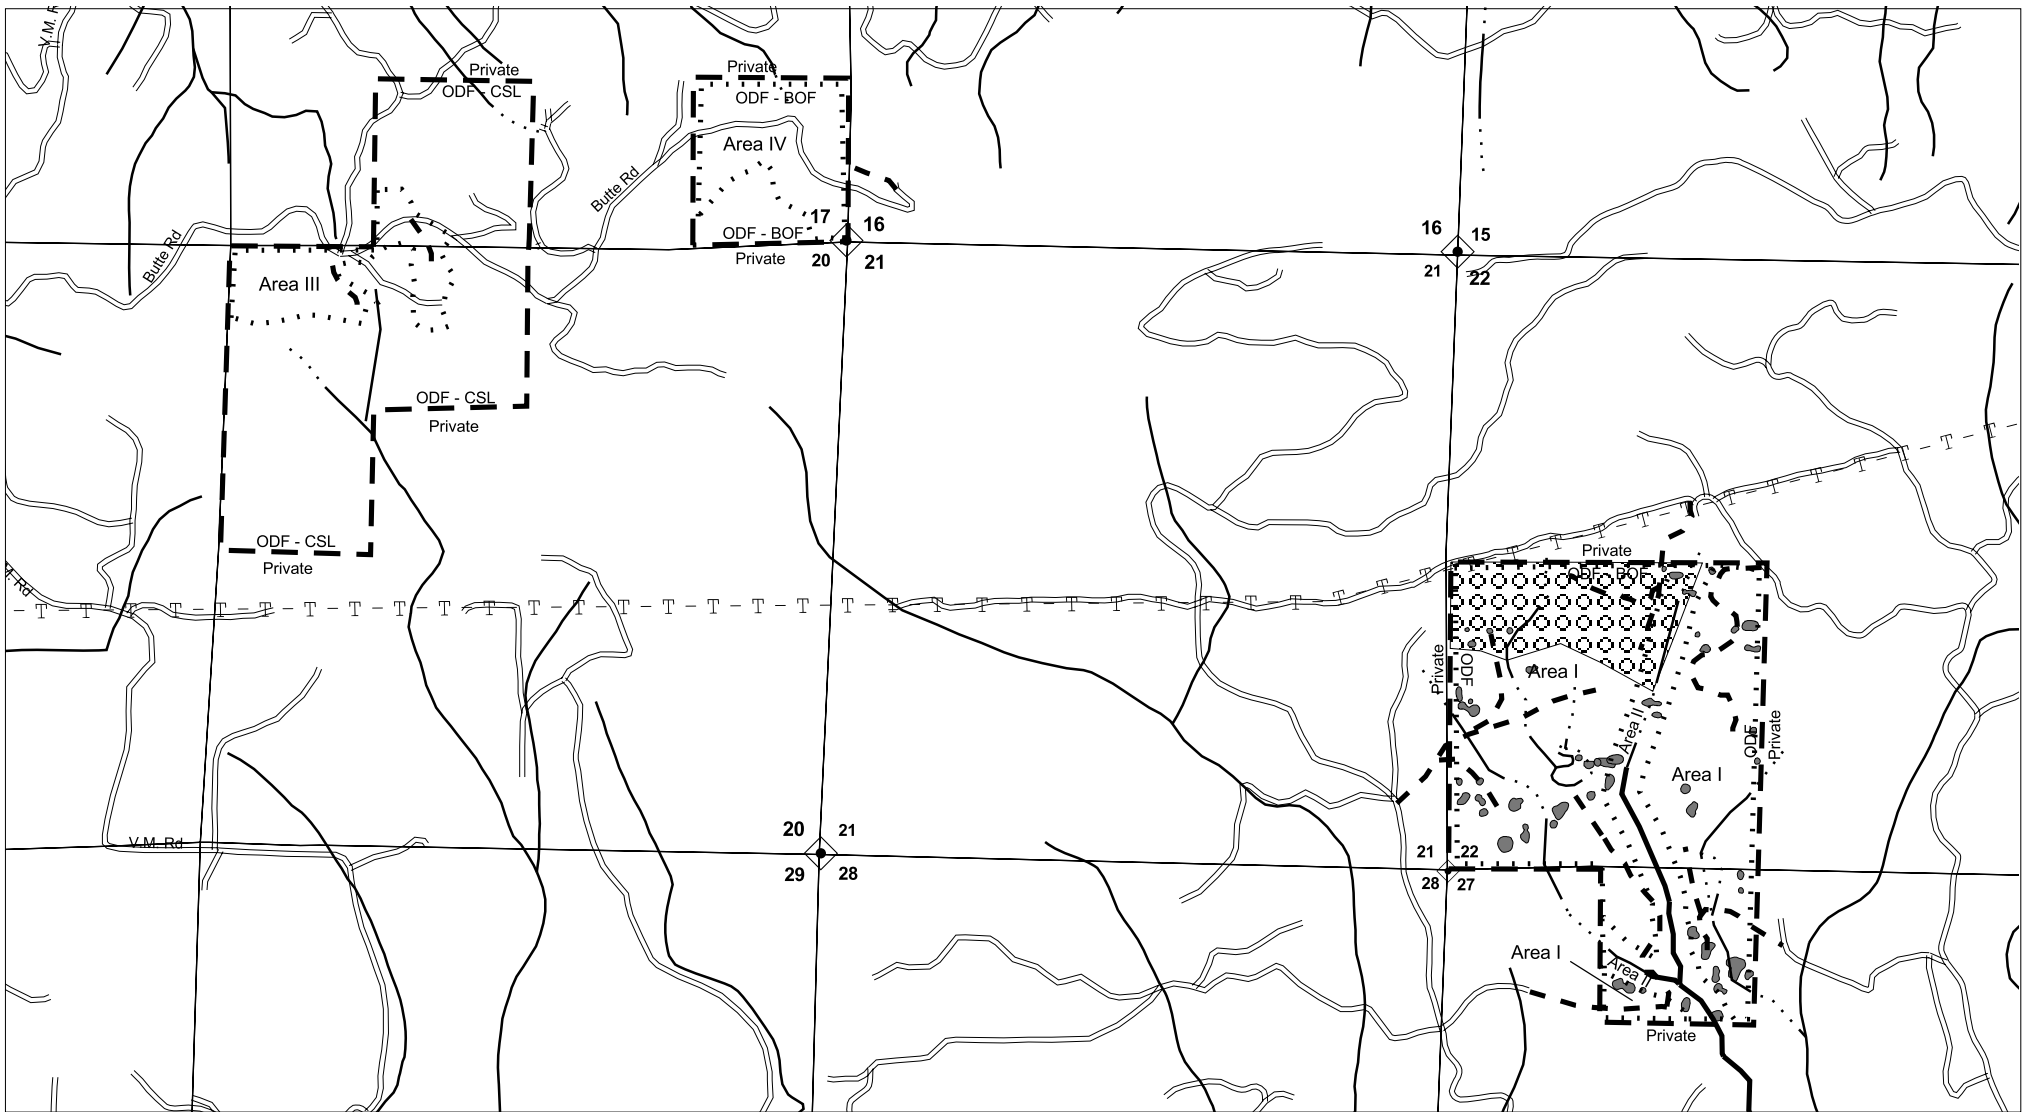 V.M. R
Private
ODF - CSL
Private
ODF - BOF
Area IV
Butte Rd
17
16
ODF - BOF
Private
20
21
16
15
21
22
Butte Rd
Area III
ODF - CSL
Private
ODF - CSL
Private
M. Rd
T T T T T T T T T T T T T T T T T T T T T T T T T T T T T T T T T T T T T T T T T T T T T
Private
ODF - BOF
Private
ODF
Area I
Area II
ODF
Private
Area I
V.M. Rd
20
21
29
28
21
22
28
27
Area I
Area II
Private